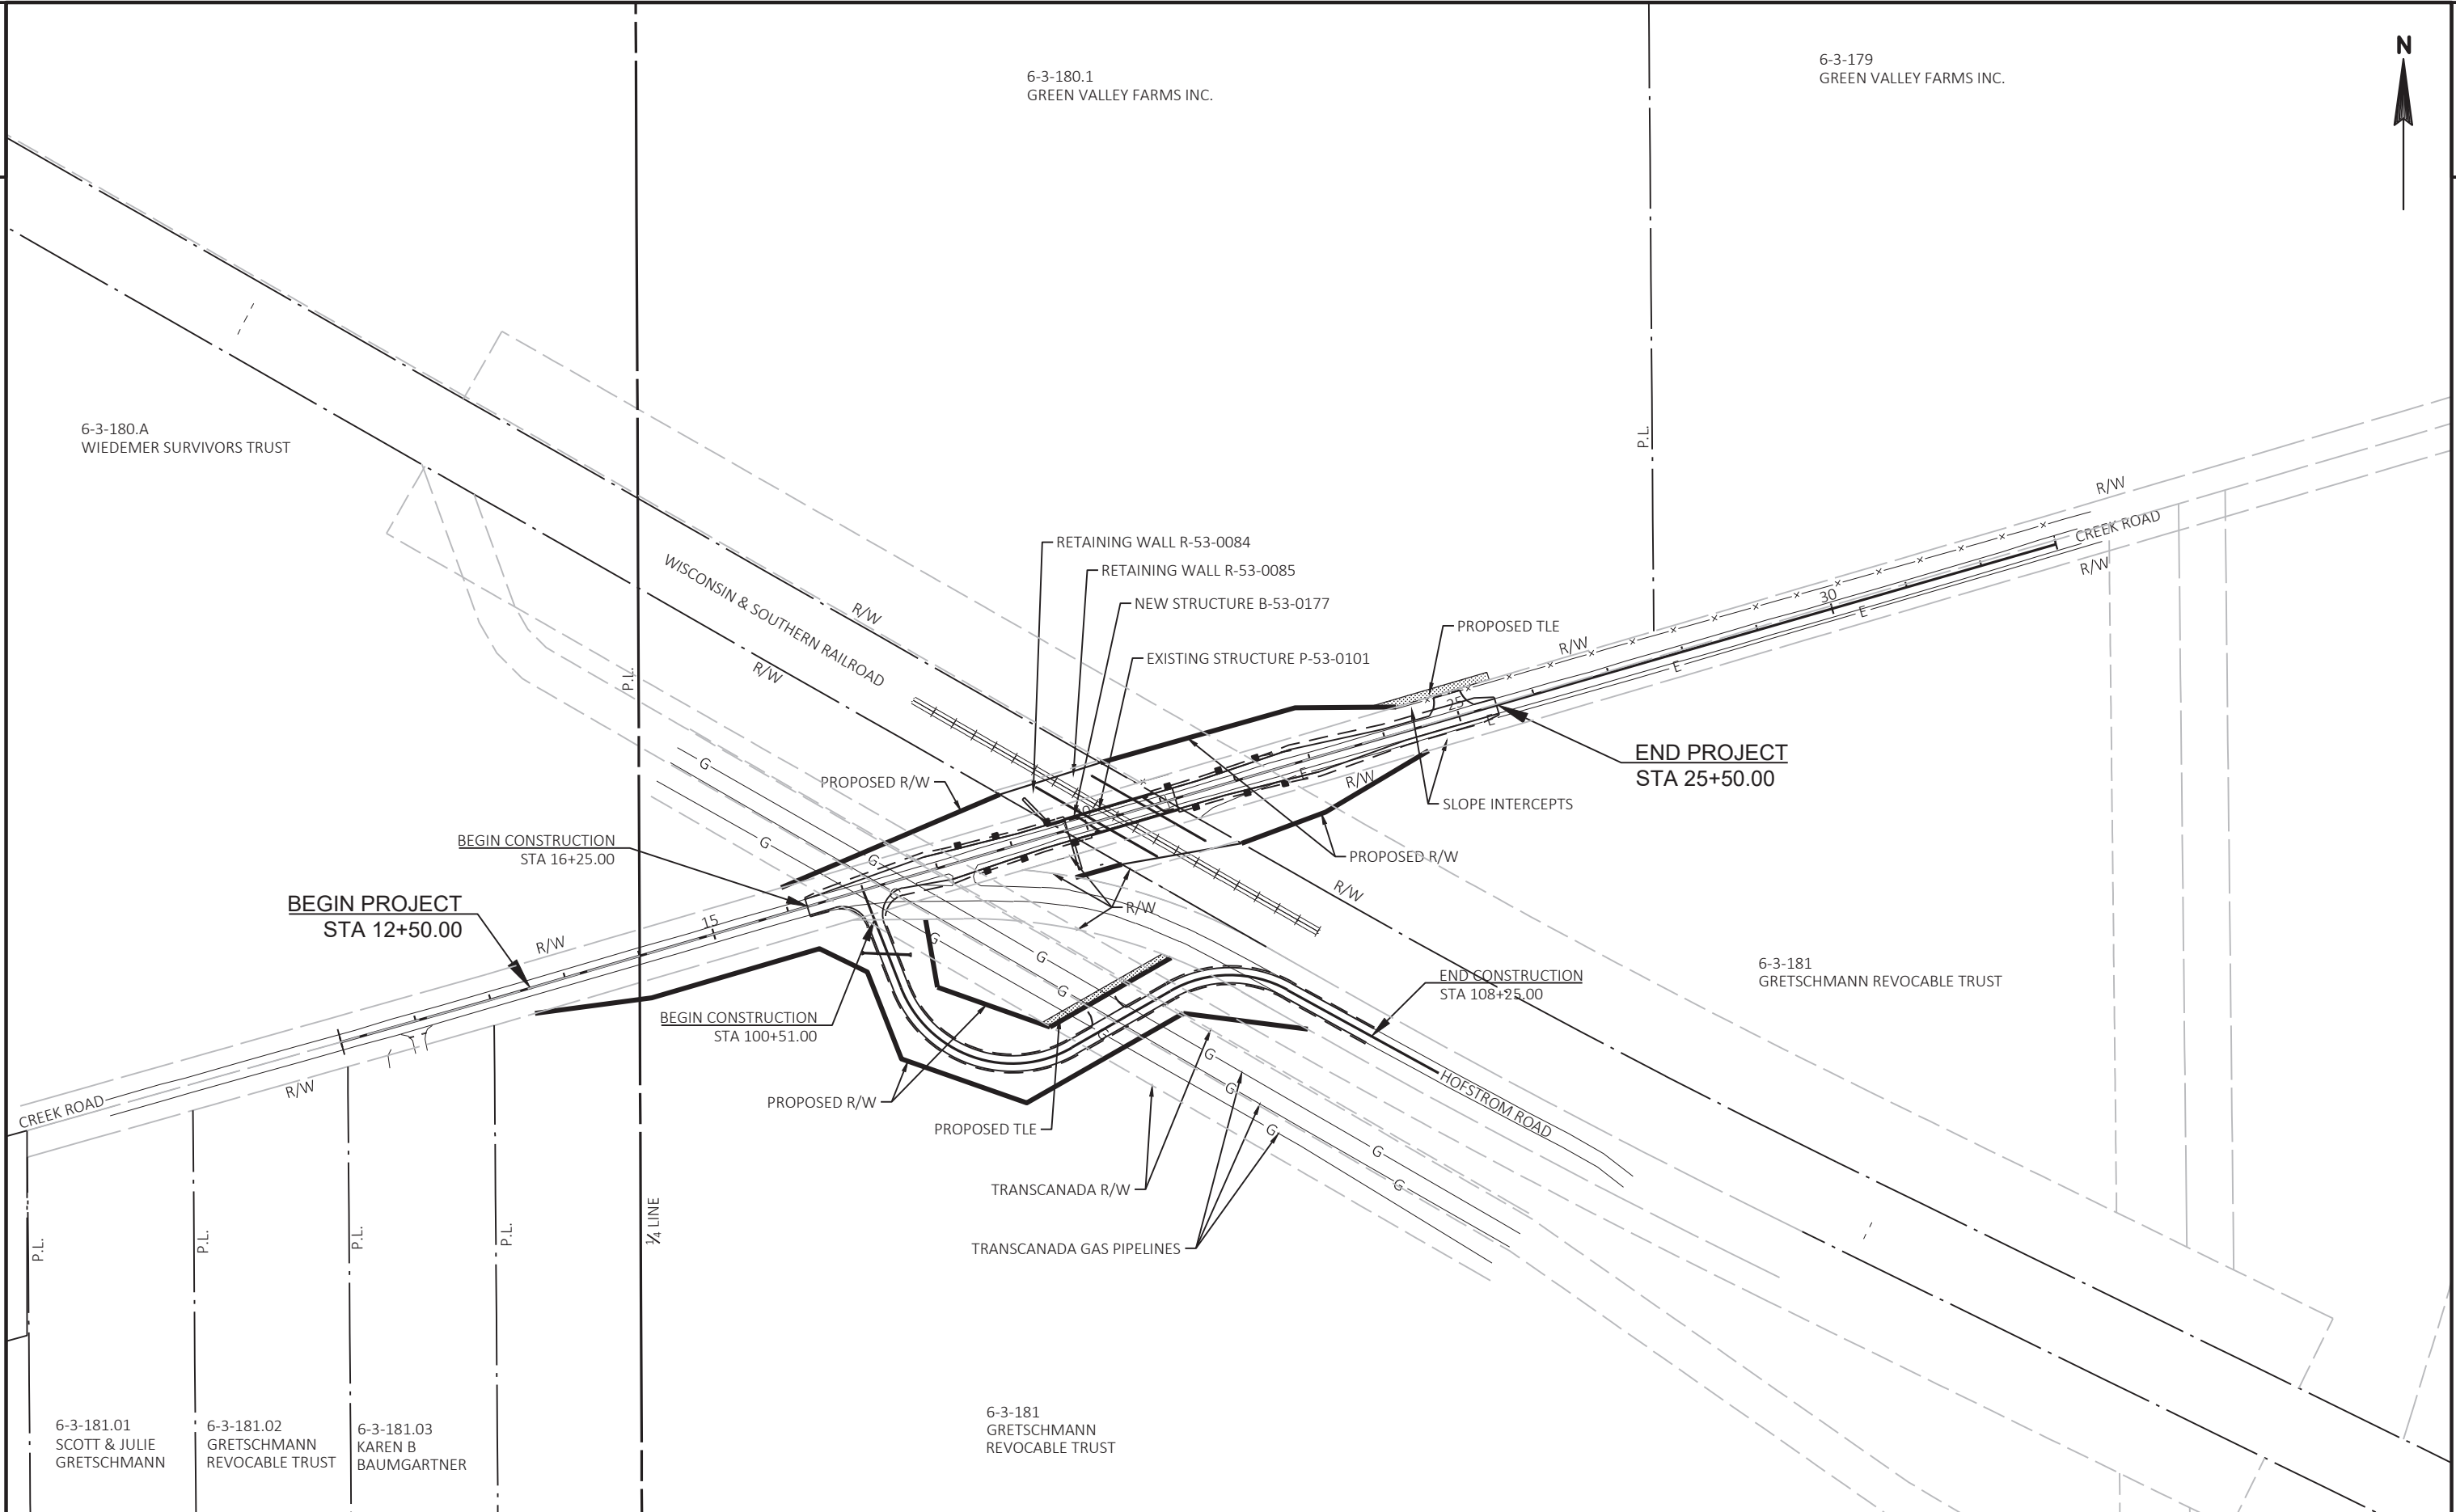 N
6-3-180.1
GREEN VALLEY FARMS INC.
6-3-179
GREEN VALLEY FARMS INC.
6-3-180.A
WIEDEMER SURVIVORS TRUST
P.L.
R/W
CREEK ROAD
R/W
RETAINING WALL R-53-0084
RETAINING WALL R-53-0085
NEW STRUCTURE B-53-0177
EXISTING STRUCTURE P-53-0101
WISCONSIN & SOUTHERN RAILROAD
R/W
R/W
P.L.
PROPOSED TLE
R/W
30
E
E
25
E
END PROJECT
STA 25+50.00
SLOPE INTERCEPTS
R/W
E
PROPOSED R/W
PROPOSED R/W
G
G
G
G
BEGIN CONSTRUCTION
STA 16+25.00
BEGIN PROJECT
STA 12+50.00
15
R/W
R/W
R/W
G
G
G
G
BEGIN CONSTRUCTION
STA 100+51.00
END CONSTRUCTION
STA 108+25.00
6-3-181
GRETSCHMANN REVOCABLE TRUST
PROPOSED R/W
PROPOSED TLE
G
G
G
G
G
HOFSTROM ROAD
CREEK ROAD
R/W
TRANSCANADA R/W
TRANSCANADA GAS PIPELINES
P.L.
P.L.
P.L.
P.L.
1/4 LINE
6-3-181.01
SCOTT & JULIE
GRETSCHMANN
6-3-181.02
GRETSCHMANN
REVOCABLE TRUST
6-3-181.03
KAREN B
BAUMGARTNER
6-3-181
GRETSCHMANN
REVOCABLE TRUST